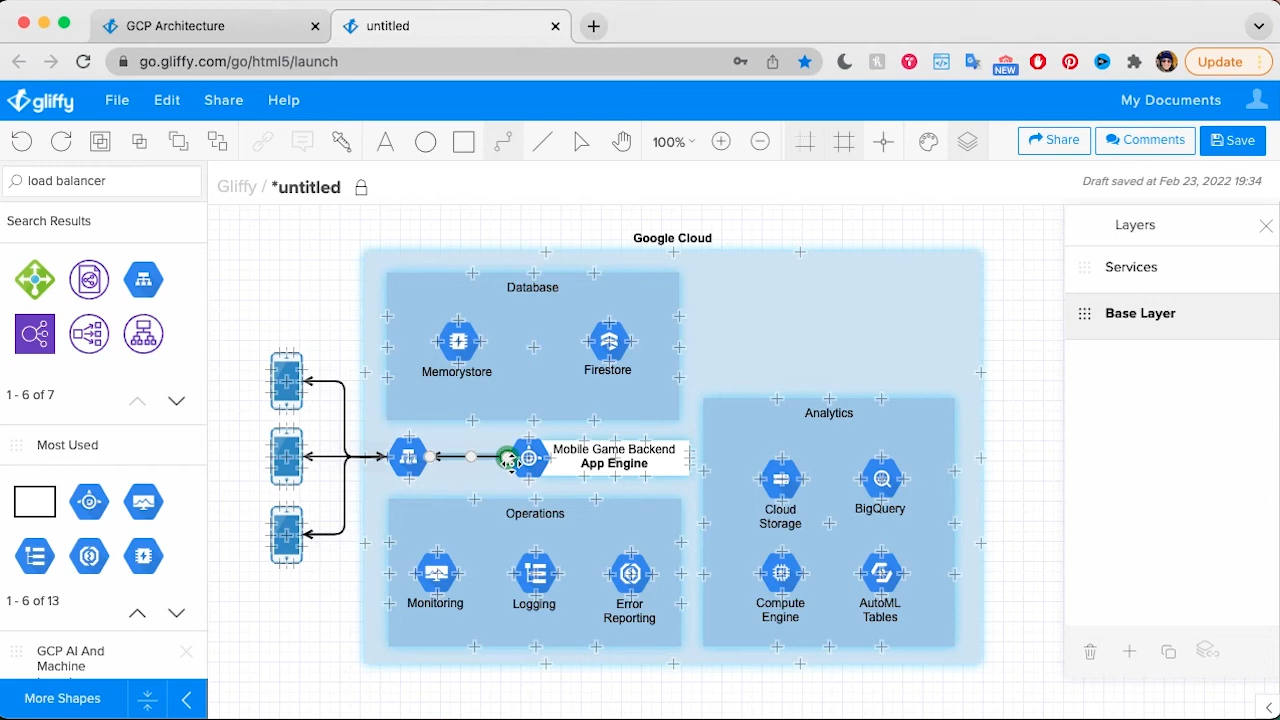 GCP Architecture
untitled
go.gliffy.com/go/html5/launch
NEW
Update
gliffy
File
Edit
Share
Help
My Documents
100%
Share
Comments
Save
load balancer
Gliffy / *untitled
Draft saved at Feb 23, 2022 19:34
Search Results
1 - 6 of 7
Most Used
1 - 6 of 13
GCP AI And
Machine
More Shapes
Google Cloud
Database
Memorystore
Firestore
Mobile Game Backend
App Engine
Operations
Monitoring
Logging
Error
Reporting
Analytics
Cloud
Storage
BigQuery
Compute
Engine
AutoML
Tables
Layers
Services
Base Layer